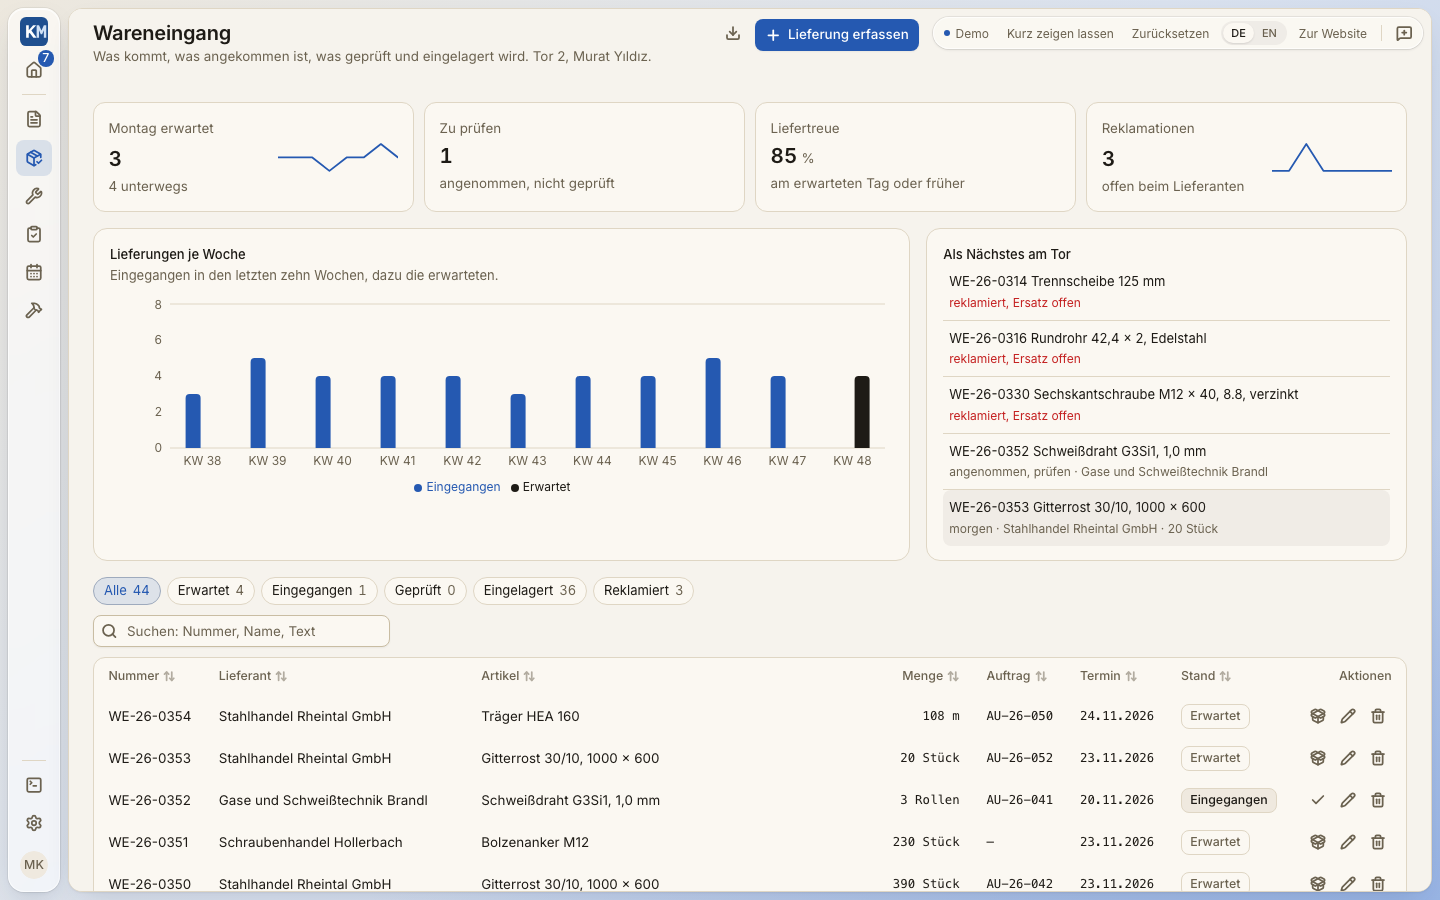 KM
7
Wareneingang
Was kommt, was angekommen ist, was geprüft und eingelagert wird. Tor 2, Murat Yıldız.
Lieferung erfassen
Demo
Kurz zeigen lassen
Zurücksetzen
DE
EN
Zur Website
Montag erwartet
3
4 unterwegs
Zu prüfen
1
angenommen, nicht geprüft
Liefertreue
85 %
am erwarteten Tag oder früher
Reklamationen
3
offen beim Lieferanten
Lieferungen je Woche
Eingegangen in den letzten zehn Wochen, dazu die erwarteten.
8
6
4
2
0
KW 38 KW 39 KW 40 KW 41 KW 42 KW 43 KW 44 KW 45 KW 46 KW 47 KW 48
Eingegangen Erwartet
Als Nächstes am Tor
WE-26-0314 Trennscheibe 125 mm
reklamiert, Ersatz offen
WE-26-0316 Rundrohr 42,4 × 2, Edelstahl
reklamiert, Ersatz offen
WE-26-0330 Sechskantschraube M12 × 40, 8.8, verzinkt
reklamiert, Ersatz offen
WE-26-0352 Schweißdraht G3Si1, 1,0 mm
angenommen, prüfen · Gase und Schweißtechnik Brandl
WE-26-0353 Gitterrost 30/10, 1000 × 600
morgen · Stahlhandel Rheintal GmbH · 20 Stück
Alle 44
Erwartet 4
Eingegangen 1
Geprüft 0
Eingelagert 36
Reklamiert 3
Suchen: Nummer, Name, Text
Nummer Lieferant Artikel Menge Auftrag Termin Stand Aktionen
WE-26-0354 Stahlhandel Rheintal GmbH Träger HEA 160 108 m AU-26-050 24.11.2026 Erwartet
WE-26-0353 Stahlhandel Rheintal GmbH Gitterrost 30/10, 1000 × 600 20 Stück AU-26-052 23.11.2026 Erwartet
WE-26-0352 Gase und Schweißtechnik Brandl Schweißdraht G3Si1, 1,0 mm 3 Rollen AU-26-041 20.11.2026 Eingegangen
WE-26-0351 Schraubenhandel Hollerbach Bolzenanker M12 230 Stück – 23.11.2026 Erwartet
WE-26-0350 Stahlhandel Rheintal GmbH Gitterrost 30/10, 1000 × 600 390 Stück AU-26-042 23.11.2026 Erwartet
MK